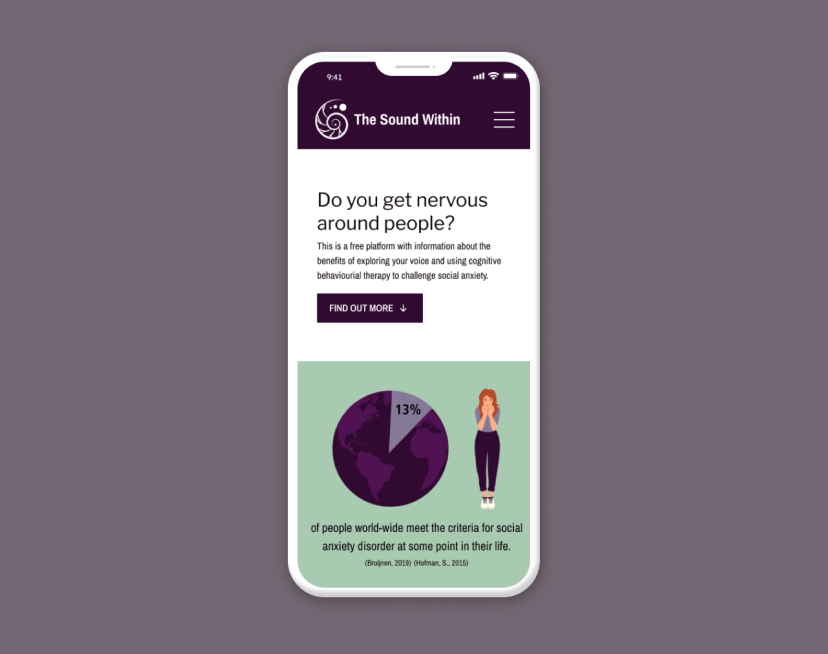 9:41
The Sound Within
Do you get nervous
around people?
This is a free platform with information about the
benefits of exploring your voice and using cognitive
behaviourial therapy to challenge social anxiety.
FIND OUT MORE ↓
13%
of people world-wide meet the criteria for social
anxiety disorder at some point in their life.
(Bruijnen, 2019) (Hofman, S., 2015)